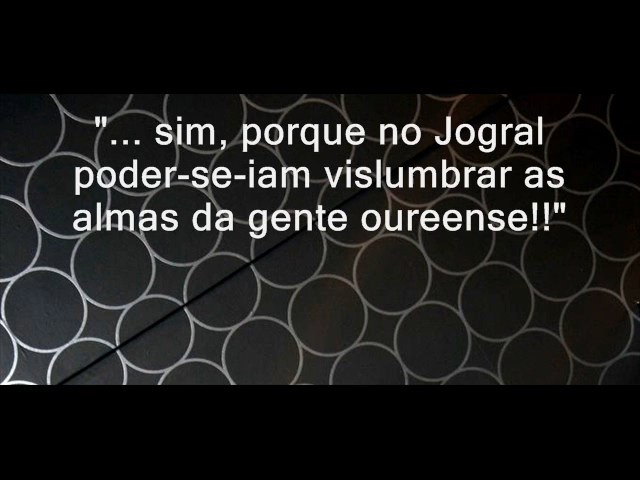 "... sim, porque no Jogral
poder-se-iam vislumbrar as
almas da gente oureense!!"